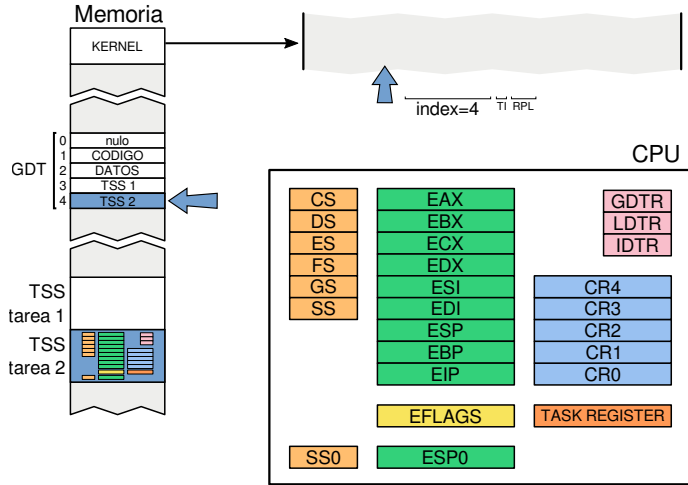 Memoria
KERNEL
index=4 TI RPL
GDT
0 nulo
1 CODIGO
2 DATOS
3 TSS 1
4 TSS 2
TSS
tarea 1
TSS
tarea 2
CPU
CS
DS
ES
FS
GS
SS
EAX
EBX
ECX
EDX
ESI
EDI
ESP
EBP
EIP
GDTR
LDTR
IDTR
CR4
CR3
CR2
CR1
CR0
EFLAGS
TASK REGISTER
SS0
ESP0